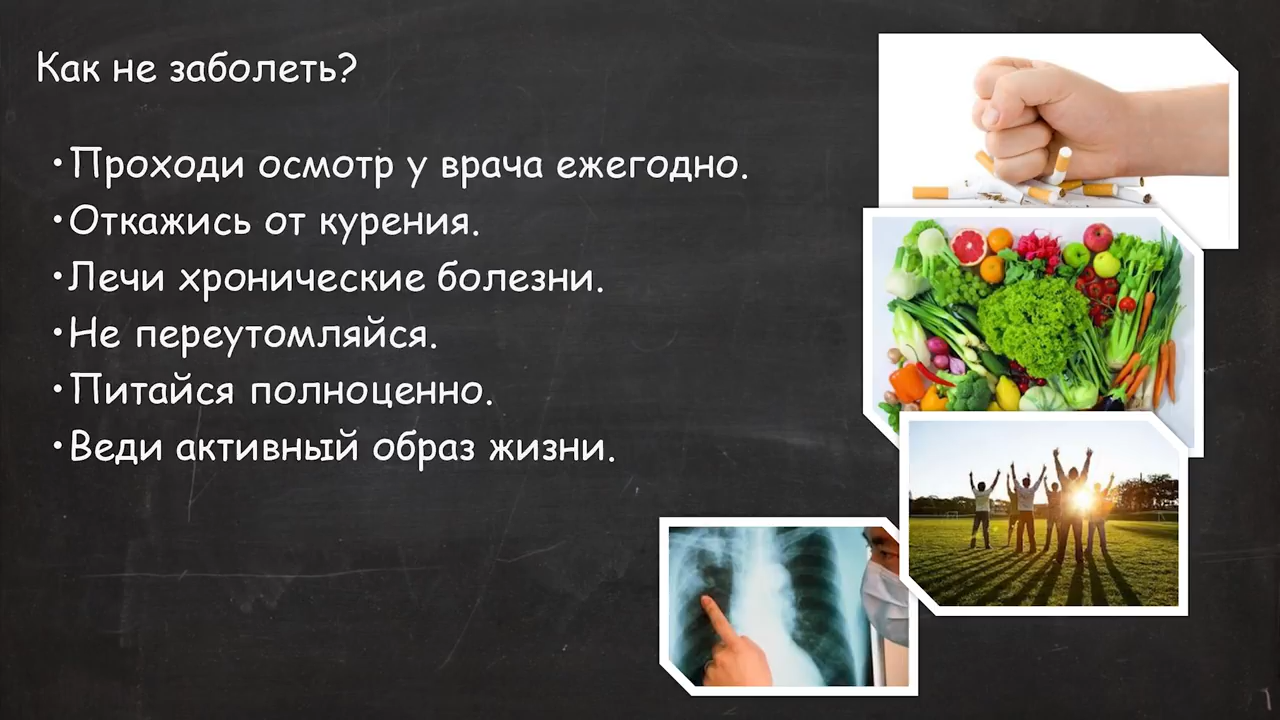 Как не заболеть?
•Проходи осмотр у врача ежегодно.
•Откажись от курения.
•Лечи хронические болезни.
•Не переутомляйся.
•Питайся полноценно.
•Веди активный образ жизни.